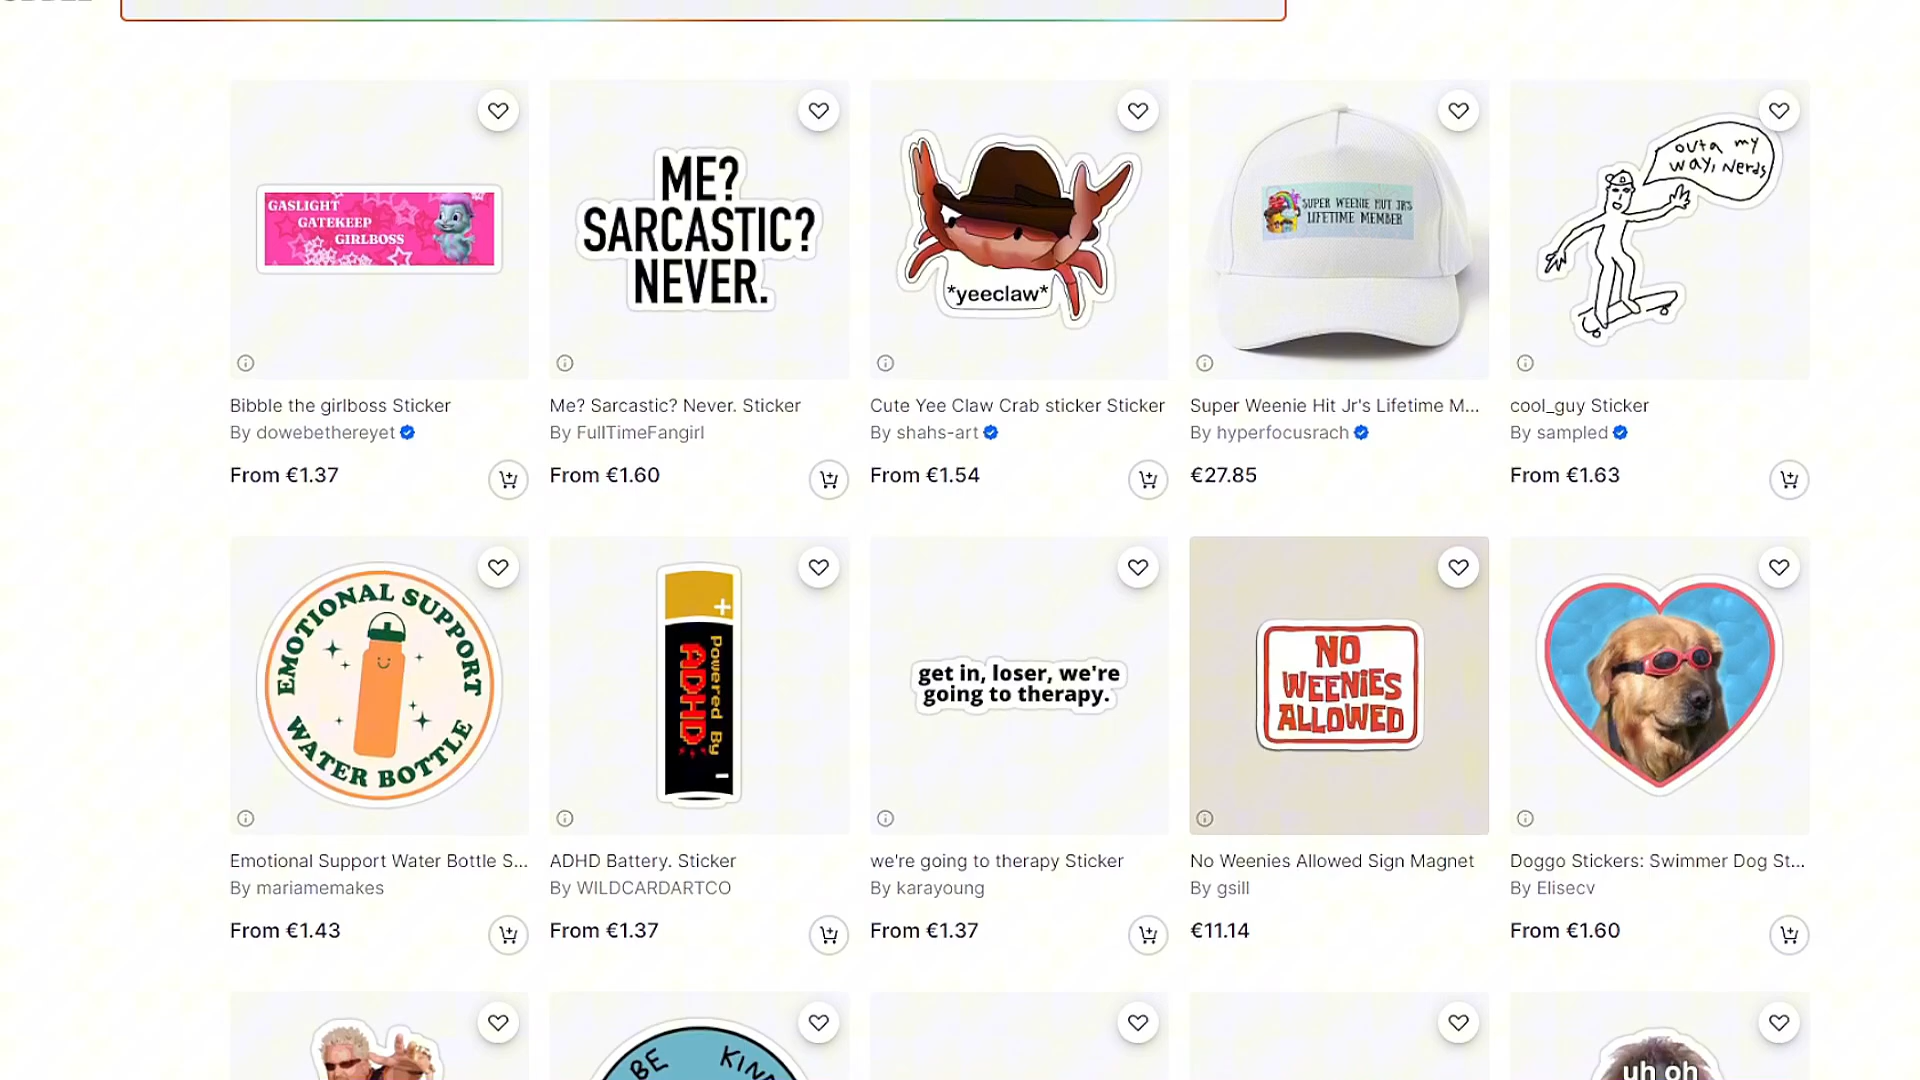 outa my
way, Nerds
GASLIGHT
GATEKEEP
GIRLBOSS
ME?
SARCASTIC?
NEVER.
*yeeclaw*
SUPER WEENIE HUT JR'S
LIFETIME MEMBER
Bibble the girlboss Sticker
By dowebethereyet
From €1.37
Me? Sarcastic? Never. Sticker
By FullTimeFangirl
From €1.60
Cute Yee Claw Crab sticker Sticker
By shahs-art
From €1.54
Super Weenie Hit Jr's Lifetime M...
By hyperfocusrach
€27.85
cool_guy Sticker
By sampled
From €1.63
EMOTIONAL SUPPORT
WATER BOTTLE
Powered By
ADHD
get in, loser, we're
going to therapy.
NO
WEENIES
ALLOWED
Emotional Support Water Bottle S...
By mariamemakes
From €1.43
ADHD Battery. Sticker
By WILDCARDARTCO
From €1.37
we're going to therapy Sticker
By karayoung
From €1.37
No Weenies Allowed Sign Magnet
By gsill
€11.14
Doggo Stickers: Swimmer Dog St...
By Elisecv
From €1.60
BE KIND
uh oh